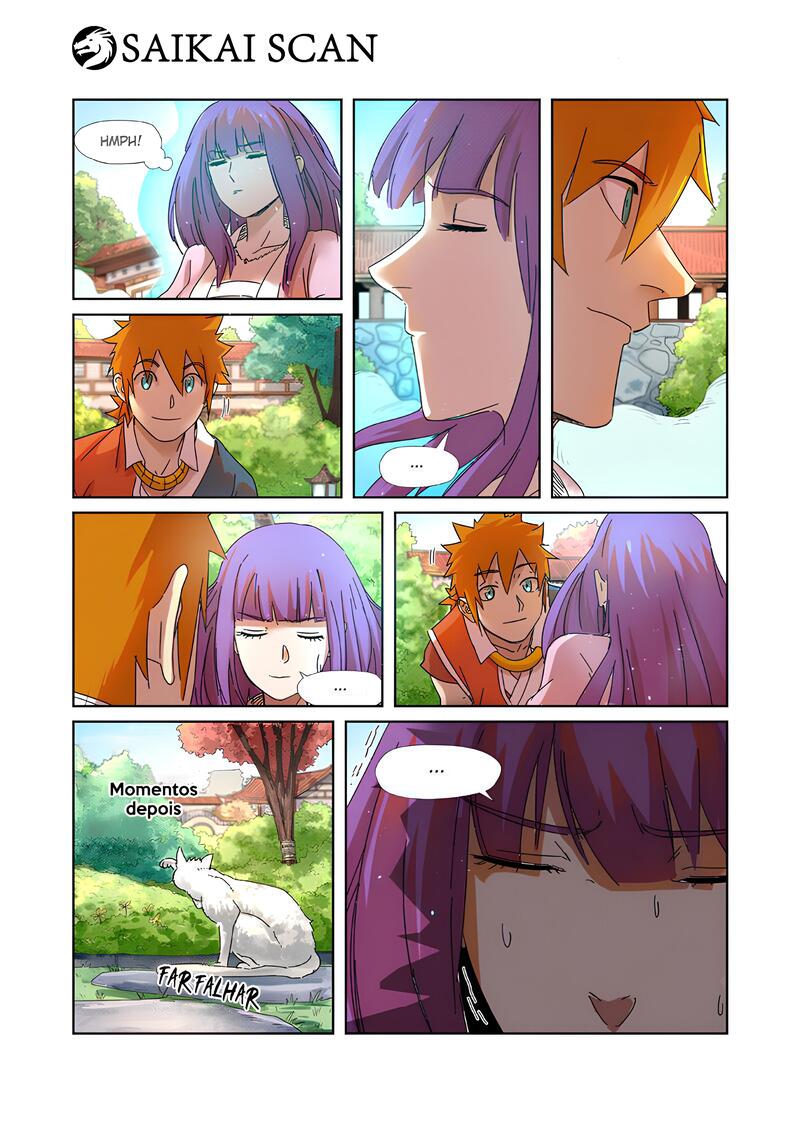 SAIKAI SCAN
HMPH!
...
...
Momentos
depois
FARFALHAR
...